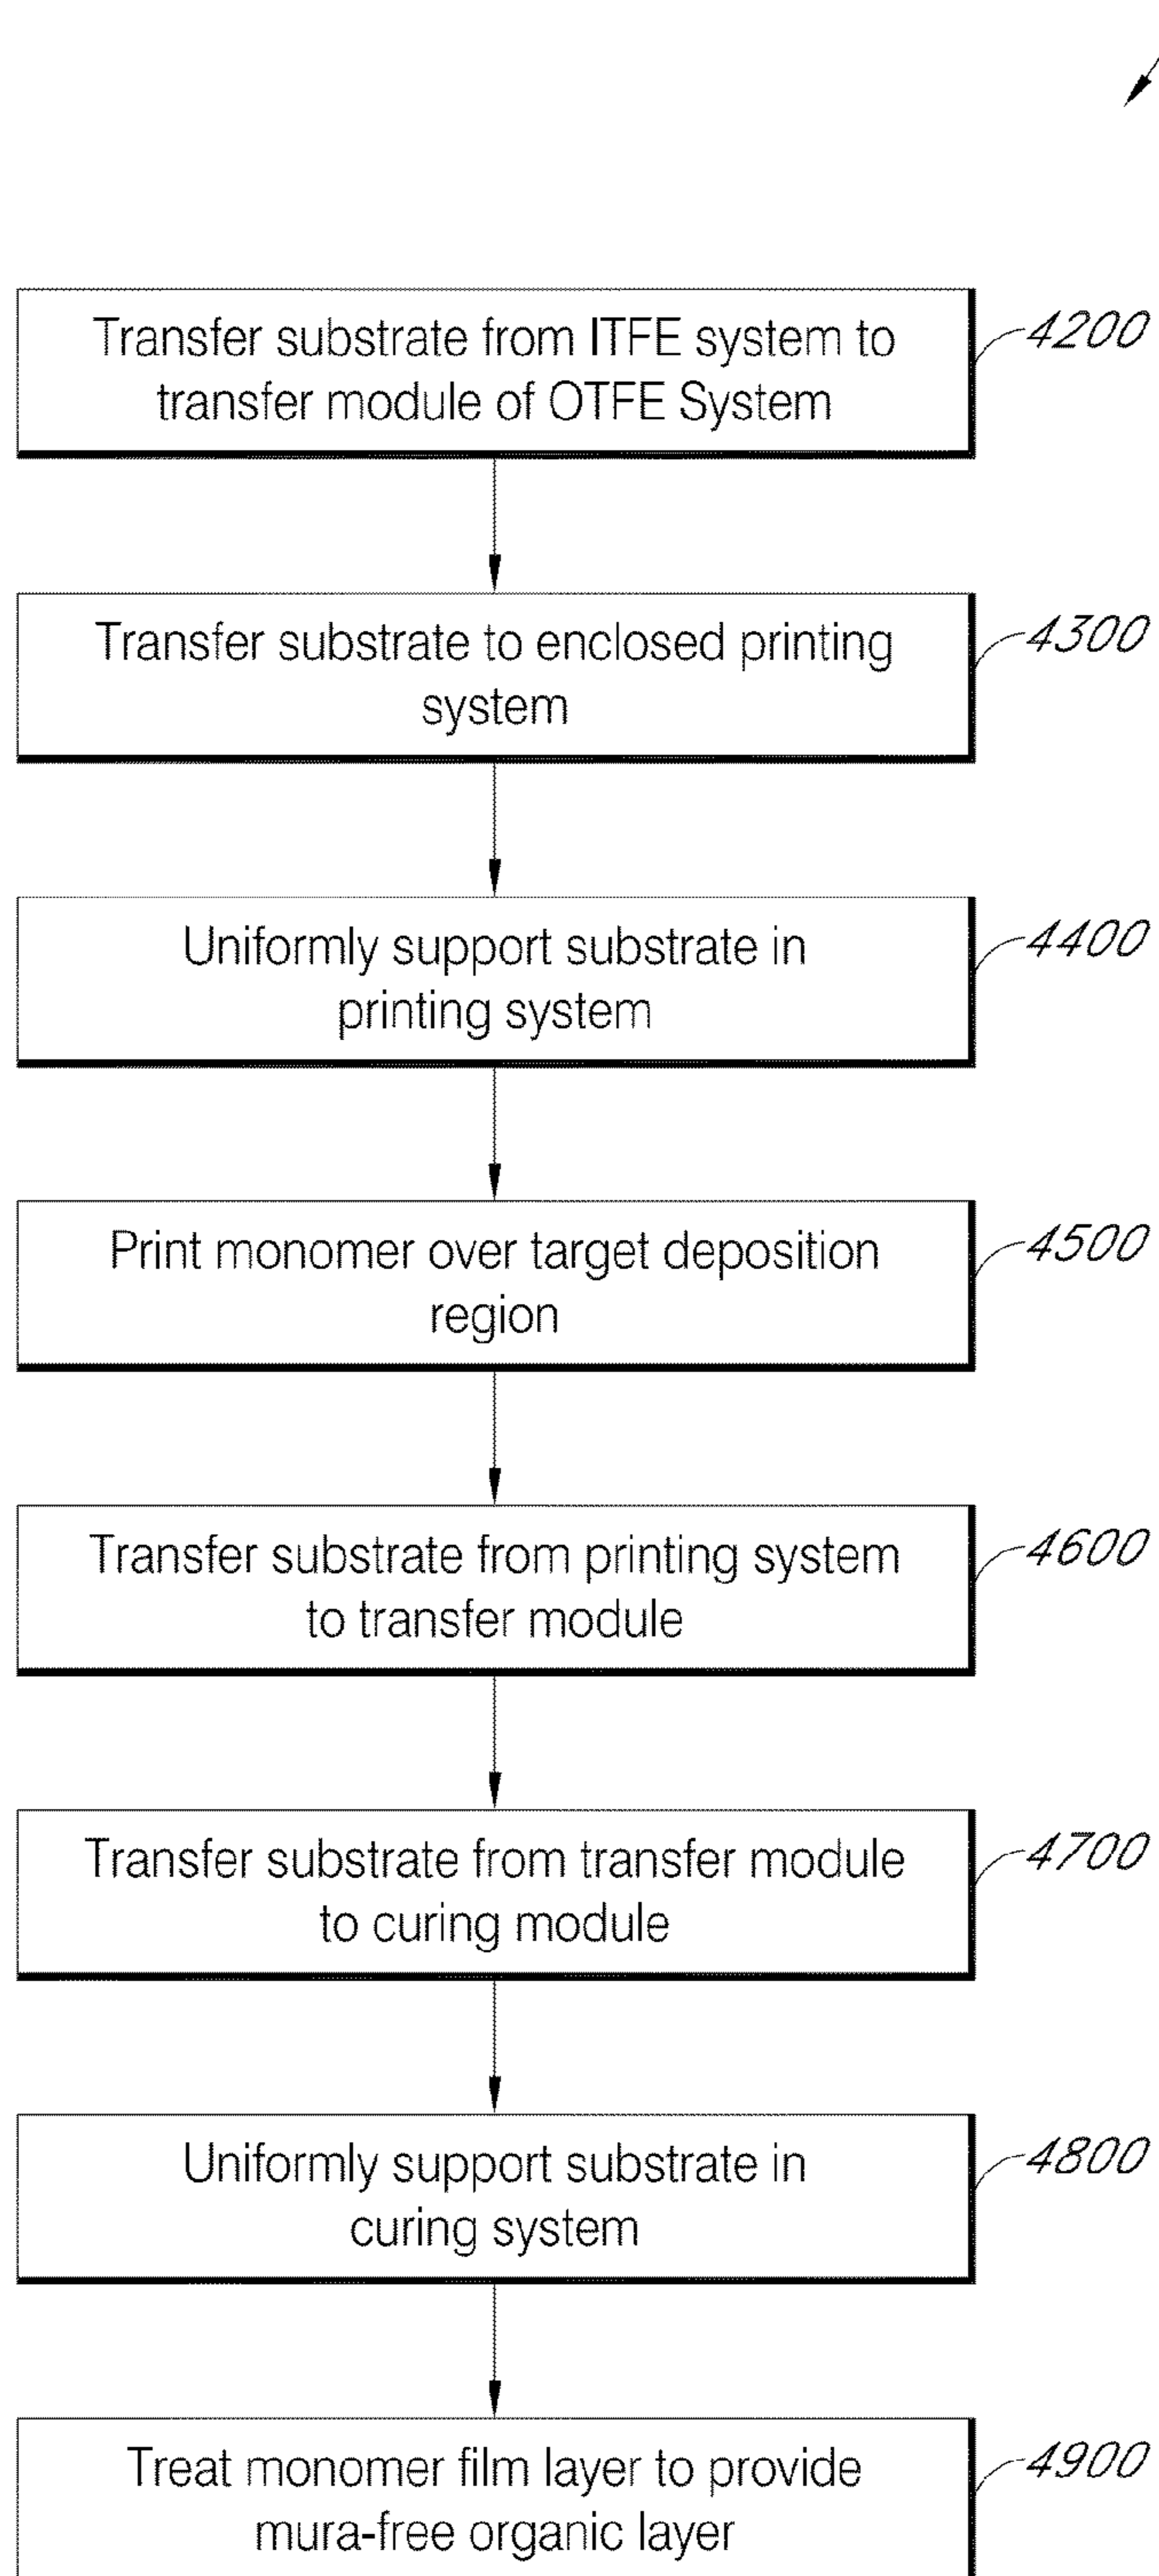 Transfer substrate from ITFE system to
transfer module of OTFE System
4200
Transfer substrate to enclosed printing
system
4300
Uniformly support substrate in
printing system
4400
Print monomer over target deposition
region
4500
Transfer substrate from printing system
to transfer module
4600
Transfer substrate from transfer module
to curing module
4700
Uniformly support substrate in
curing system
4800
Treat monomer film layer to provide
mura-free organic layer
4900